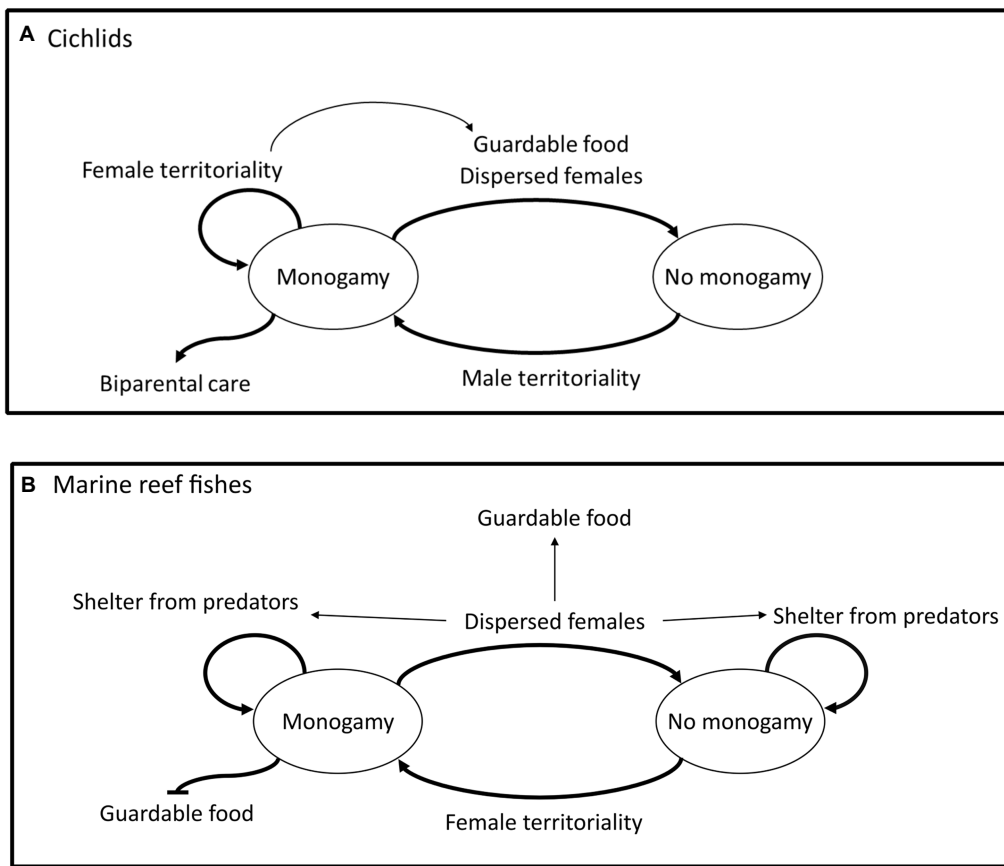 A Cichlids
Guardable food
Female territoriality
Dispersed females
Monogamy
No monogamy
Male territoriality
Biparental care
B Marine reef fishes
Guardable food
Shelter from predators
Dispersed females
Shelter from predators
Monogamy
No monogamy
Guardable food
Female territoriality